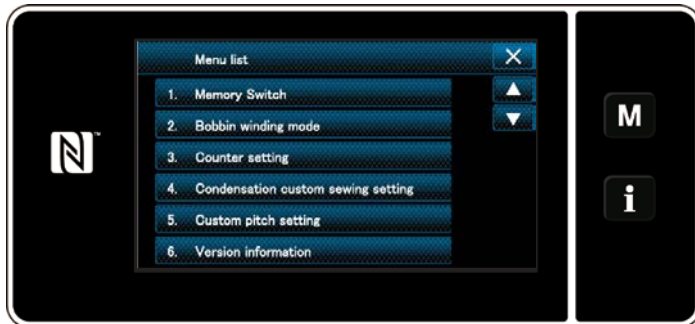 Menu list
1. Memory Switch
2. Bobbin winding mode
3. Counter setting
4. Condensation custom sewing setting
5. Custom pitch setting
6. Version information
M
i
N